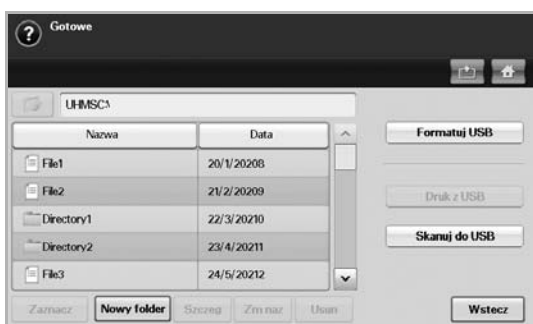 Gotowe
UHMSC:\
Nazwa Data Formatuj USB
File1 20/1/20208
File2 21/2/20209
Druk z USB
Directory1 22/3/20210
Directory2 23/4/20211
Skanuj do USB
File3 24/5/20212
Zaznacz Nowy folder Szczeg Zm naz Usun Wstecz